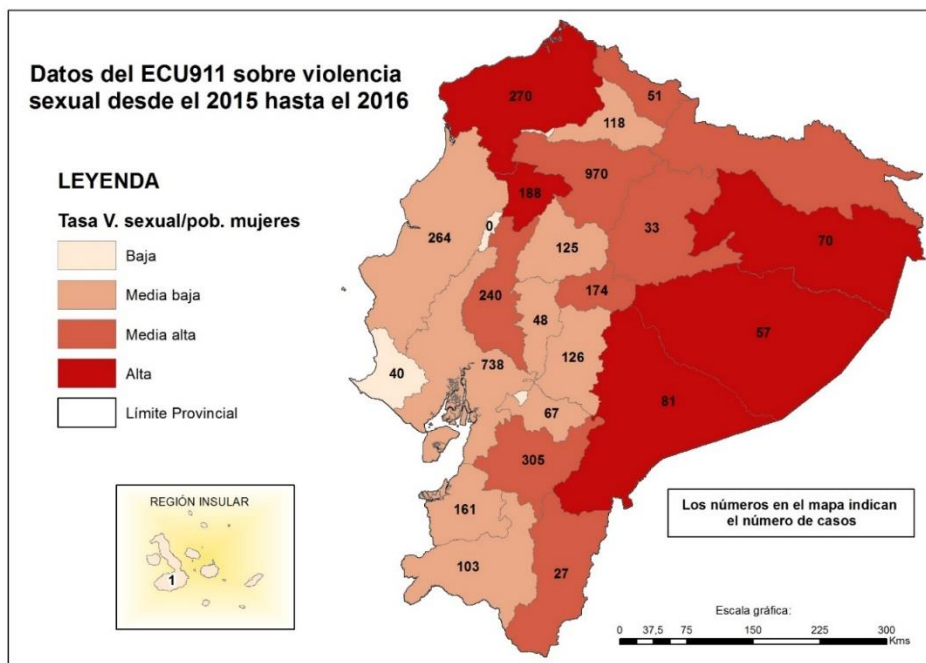 Datos del ECU911 sobre violencia
sexual desde el 2015 hasta el 2016
LEYENDA
Tasa V. sexual/pob. mujeres
Baja
Media baja
Media alta
Alta
Límite Provincial
REGIÓN INSULAR
1
270
51
118
970
188
0
264
125
33
70
240
174
48
57
126
40
738
67
81
305
161
103
27
Los números en el mapa indican
el número de casos
Escala gráfica:
0 37,5 75 150 225 300
Kms